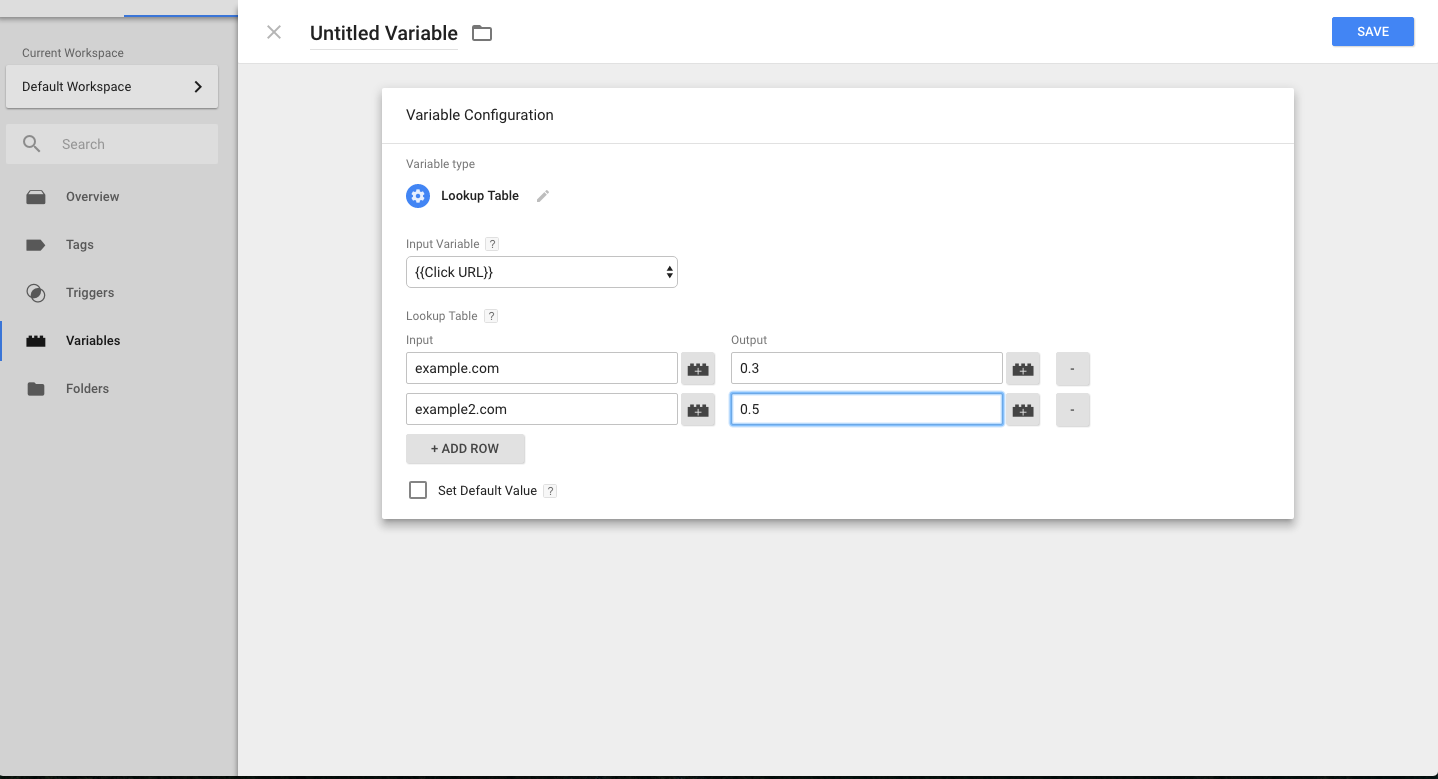 Untitled Variable
SAVE
Current Workspace
Default Workspace
Search
Overview
Tags
Triggers
Variables
Folders
Variable Configuration
Variable type
Lookup Table
Input Variable ?
{{Click URL}}
Lookup Table ?
Input Output
example.com 0.3 -
example2.com 0.5 -
+ ADD ROW
Set Default Value ?